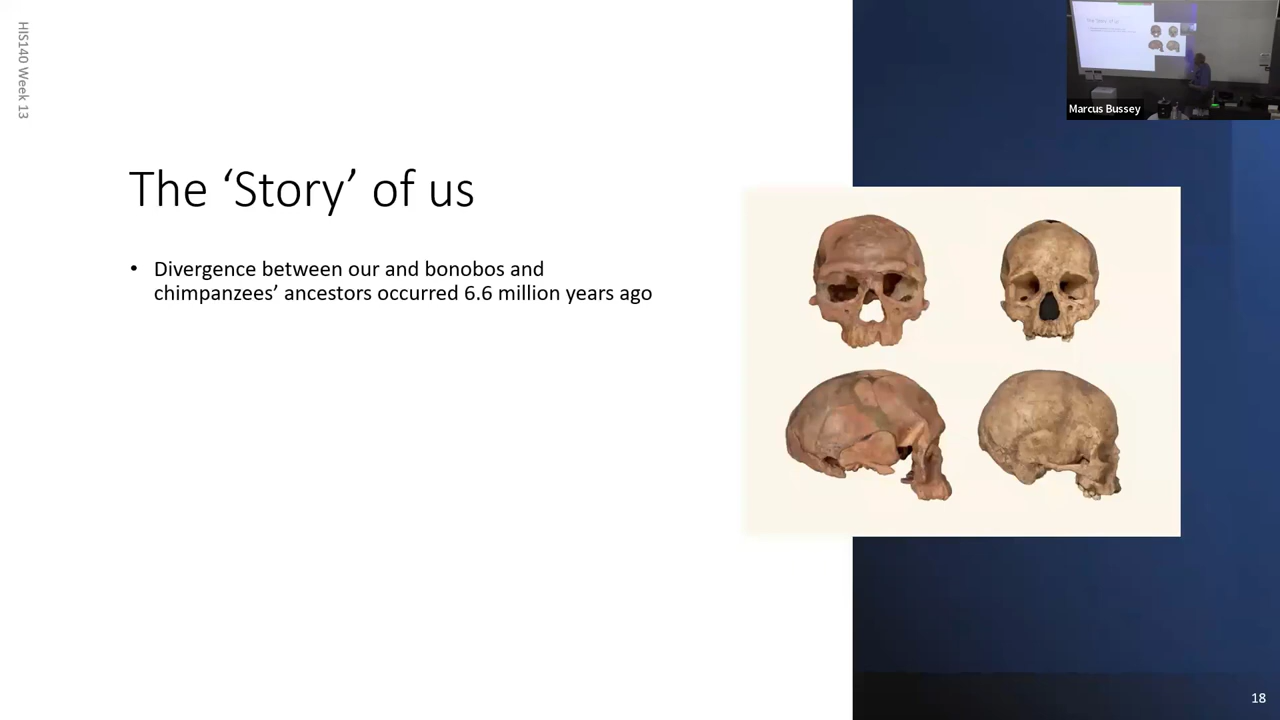 HIS140 Week 13
Marcus Bussey
The ‘Story’ of us
• Divergence between our and bonobos and
chimpanzees’ ancestors occurred 6.6 million years ago
18